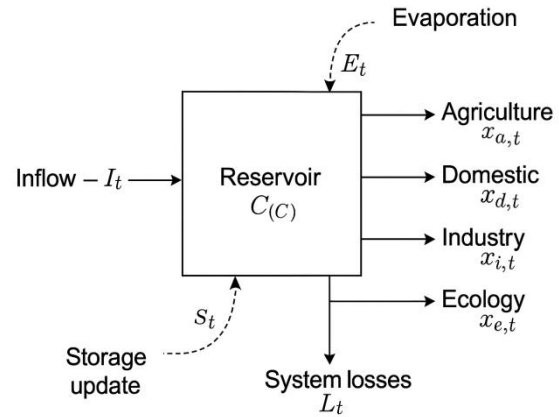 Evaporation
E_t
Agriculture
x_{a,t}
Inflow – I_t
Reservoir
C_{(C)}
Domestic
x_{d,t}
Industry
x_{i,t}
Ecology
x_{e,t}
S_t
Storage
update
System losses
L_t